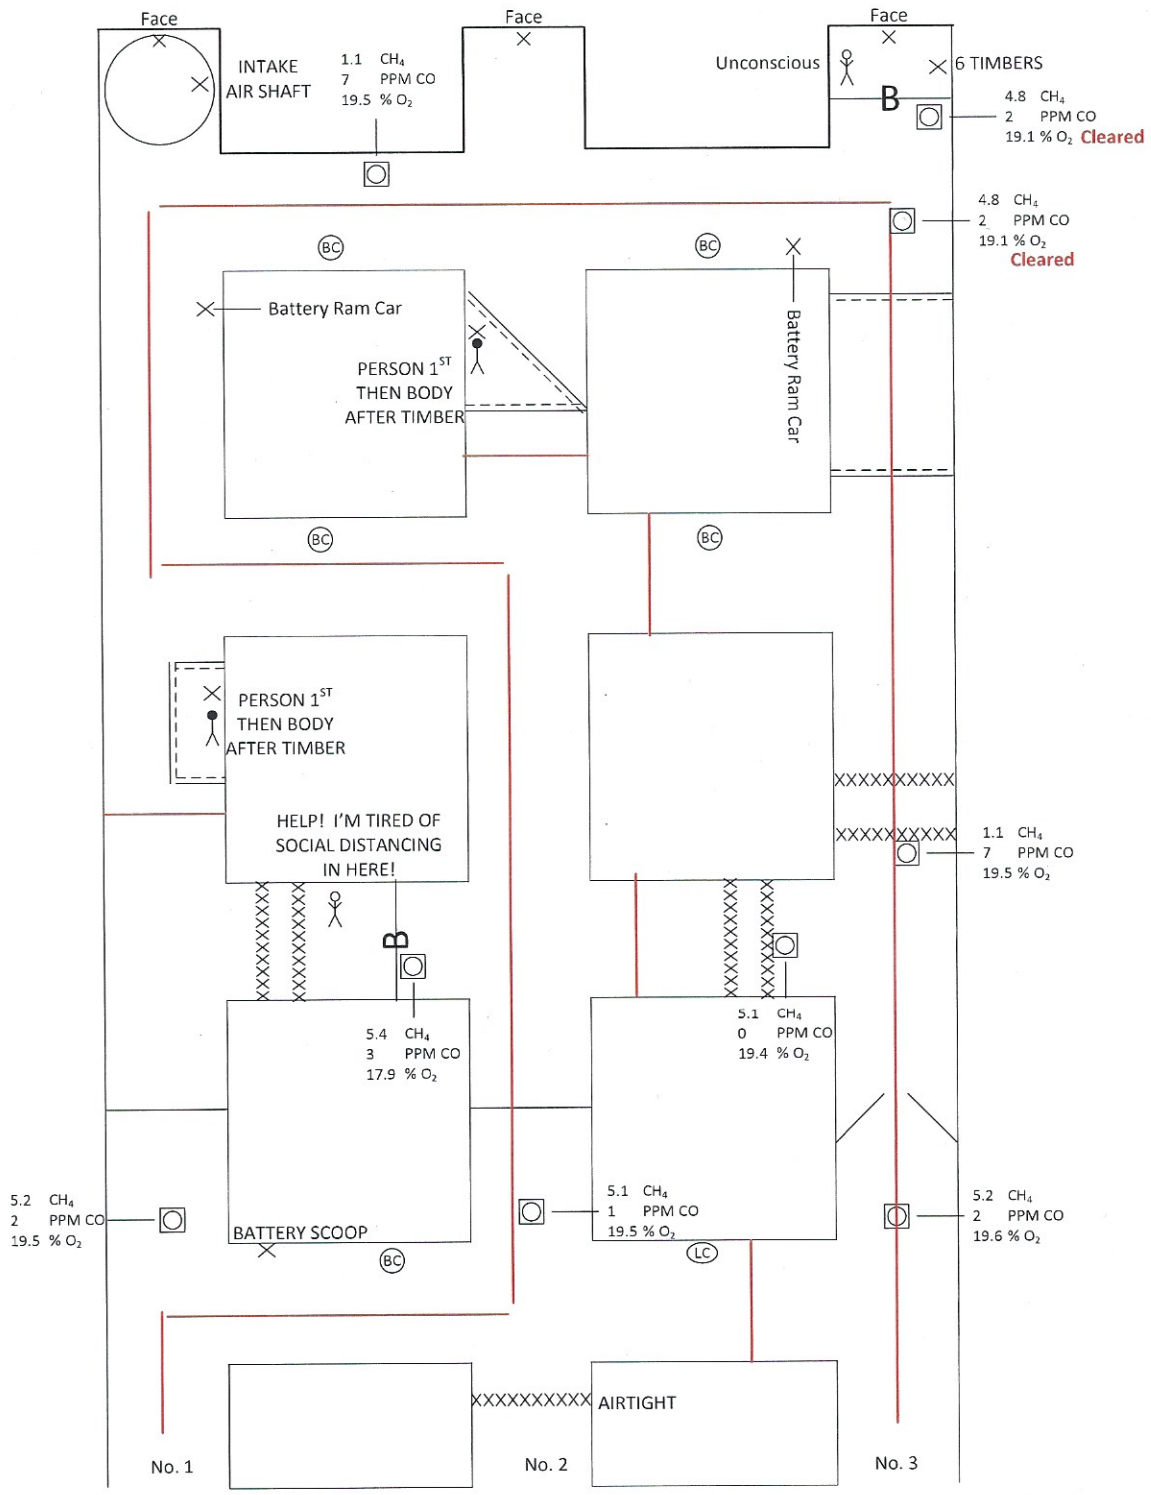 Face
Face
Face
INTAKE
AIR SHAFT
1.1 CH₄
7 PPM CO
19.5 % O₂
Unconscious
6 TIMBERS
B
4.8 CH₄
2 PPM CO
19.1 % O₂ Cleared
4.8 CH₄
2 PPM CO
19.1 % O₂
Cleared
BC
BC
Battery Ram Car
Battery Ram Car
PERSON 1ST
THEN BODY
AFTER TIMBER
BC
BC
PERSON 1ST
THEN BODY
AFTER TIMBER
HELP! I'M TIRED OF
SOCIAL DISTANCING
IN HERE!
XXXXXXXXXX
XXXXXXXXXX
1.1 CH₄
7 PPM CO
19.5 % O₂
B
5.4 CH₄
3 PPM CO
17.9 % O₂
5.1 CH₄
0 PPM CO
19.4 % O₂
5.2 CH₄
2 PPM CO
19.5 % O₂
5.1 CH₄
1 PPM CO
19.5 % O₂
5.2 CH₄
2 PPM CO
19.6 % O₂
BATTERY SCOOP
BC
LC
XXXXXXXXXX AIRTIGHT
No. 1
No. 2
No. 3